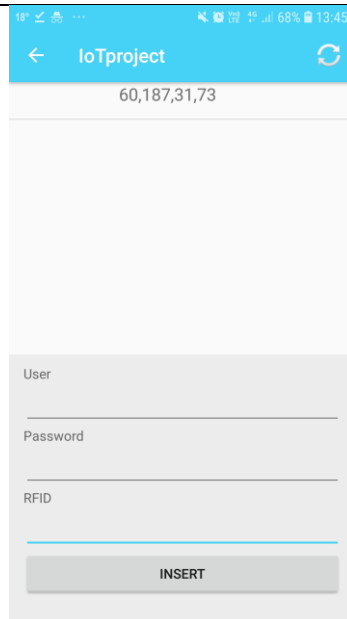 18° 68% 13:45
IoTproject
60,187,31,73
User
Password
RFID
INSERT